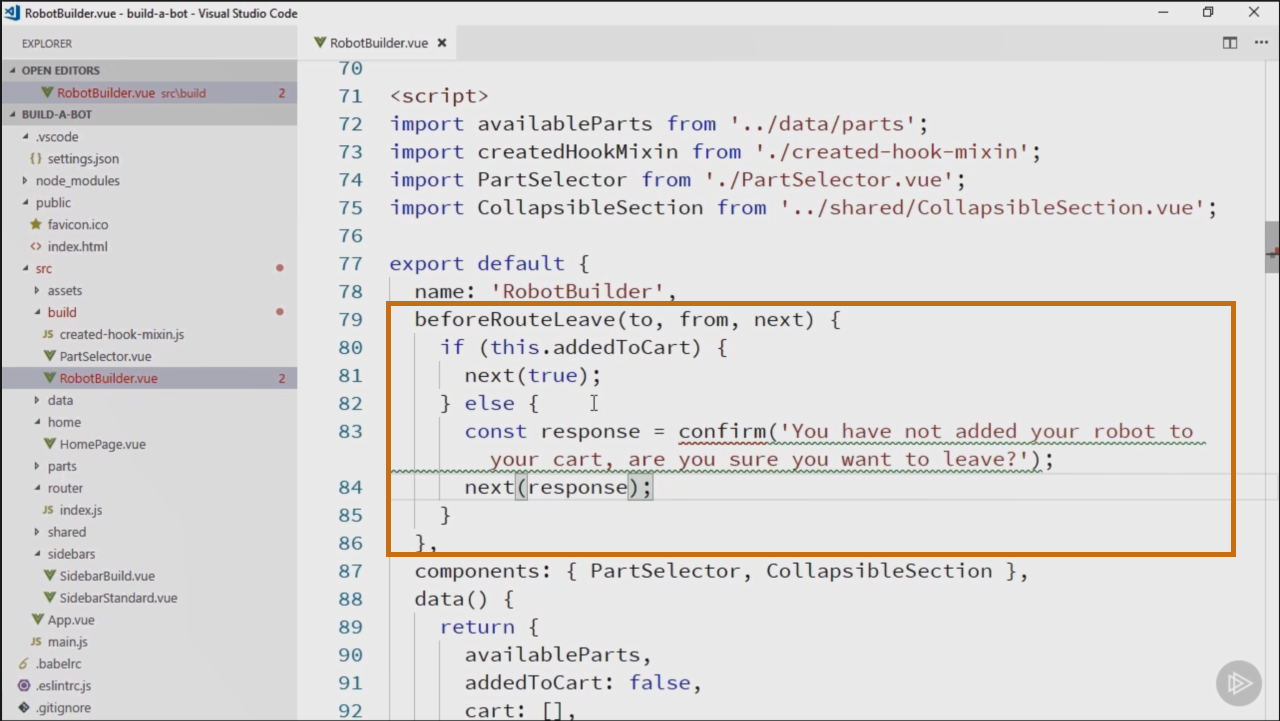 RobotBuilder.vue - build-a-bot - Visual Studio Code
EXPLORER
OPEN EDITORS
RobotBuilder.vue src\build 2
BUILD-A-BOT
.vscode
{} settings.json
node_modules
public
favicon.ico
<> index.html
src
assets
build
JS created-hook-mixin.js
PartSelector.vue
RobotBuilder.vue 2
data
home
HomePage.vue
parts
router
JS index.js
shared
sidebars
SidebarBuild.vue
SidebarStandard.vue
App.vue
JS main.js
.babelrc
.eslintrc.js
.gitignore
RobotBuilder.vue
70
71 <script>
72 import availableParts from '../data/parts';
73 import createdHookMixin from './created-hook-mixin';
74 import PartSelector from './PartSelector.vue';
75 import CollapsibleSection from '../shared/CollapsibleSection.vue';
76
77 export default {
78 name: 'RobotBuilder',
79 beforeRouteLeave(to, from, next) {
80 if (this.addedToCart) {
81 next(true);
82 } else {
83 const response = confirm('You have not added your robot to
your cart, are you sure you want to leave?');
84 next(response);
85 }
86 },
87 components: { PartSelector, CollapsibleSection },
88 data() {
89 return {
90 availableParts,
91 addedToCart: false,
92 cart: [],